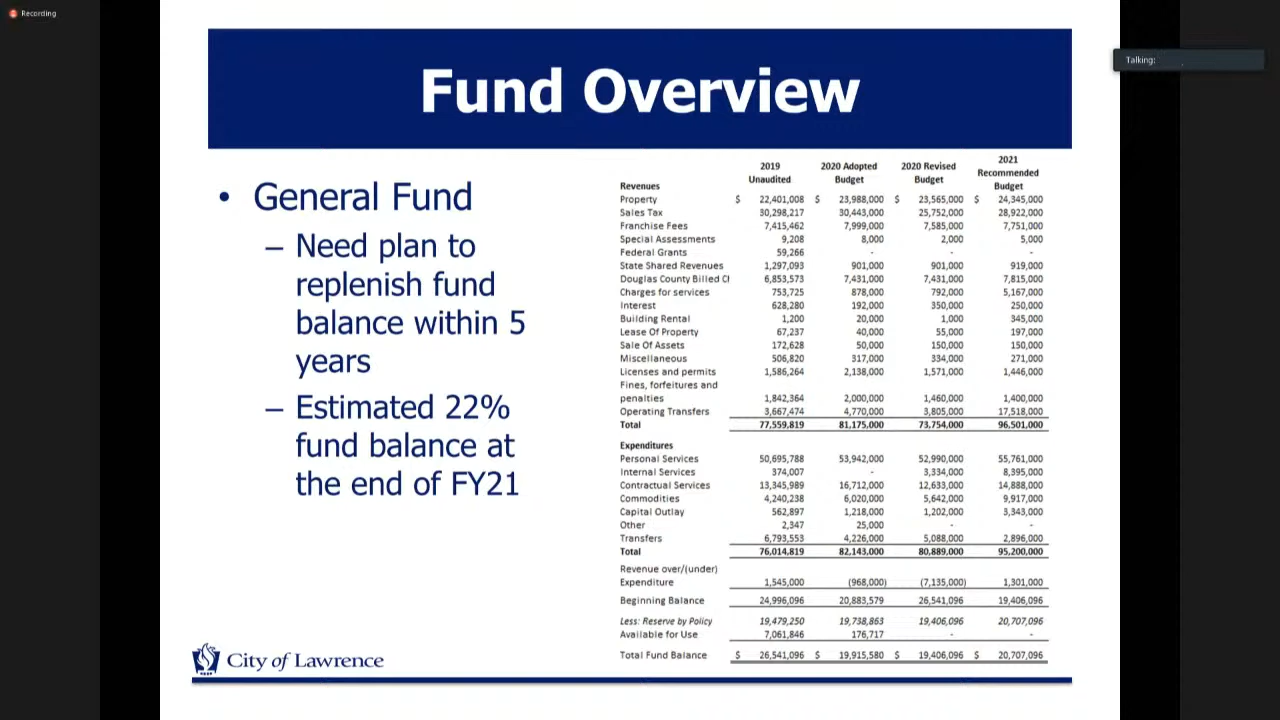 Recording
Talking:
Fund Overview
• General Fund
– Need plan to
replenish fund
balance within 5
years
– Estimated 22%
fund balance at
the end of FY21
2019 Unaudited 2020 Adopted Budget 2020 Revised Budget 2021 Recommended Budget
Revenues
Property $ 22,401,008 $ 23,988,000 $ 23,565,000 $ 24,345,000
Sales Tax 30,298,217 30,443,000 25,752,000 28,922,000
Franchise Fees 7,415,462 7,999,000 7,585,000 7,751,000
Special Assessments 9,208 8,000 2,000 5,000
Federal Grants 59,266 - - -
State Shared Revenues 1,297,093 901,000 901,000 919,000
Douglas County Billed Cl 6,853,573 7,431,000 7,431,000 7,815,000
Charges for services 753,725 878,000 792,000 5,167,000
Interest 628,280 192,000 350,000 250,000
Building Rental 1,200 20,000 1,000 345,000
Lease Of Property 67,237 40,000 55,000 197,000
Sale Of Assets 172,628 50,000 150,000 150,000
Miscellaneous 506,820 317,000 334,000 271,000
Licenses and permits 1,586,264 2,138,000 1,571,000 1,446,000
Fines, forfeitures and
penalties 1,842,364 2,000,000 1,460,000 1,400,000
Operating Transfers 3,667,474 4,770,000 3,805,000 17,518,000
Total 77,559,819 81,175,000 73,754,000 96,501,000
Expenditures
Personal Services 50,695,788 53,942,000 52,990,000 55,761,000
Internal Services 374,007 - 3,334,000 8,395,000
Contractual Services 13,345,989 16,712,000 12,633,000 14,888,000
Commodities 4,240,238 6,020,000 5,642,000 9,917,000
Capital Outlay 562,897 1,218,000 1,202,000 3,343,000
Other 2,347 25,000 - -
Transfers 6,793,553 4,226,000 5,088,000 2,896,000
Total 76,014,819 82,143,000 80,889,000 95,200,000
Revenue over/(under)
Expenditure 1,545,000 (968,000) (7,135,000) 1,301,000
Beginning Balance 24,996,096 20,883,579 26,541,096 19,406,096
Less: Reserve by Policy 19,479,250 19,738,863 19,406,096 20,707,096
Available for Use 7,061,846 176,717 - -
Total Fund Balance $ 26,541,096 $ 19,915,580 $ 19,406,096 $ 20,707,096
City of Lawrence